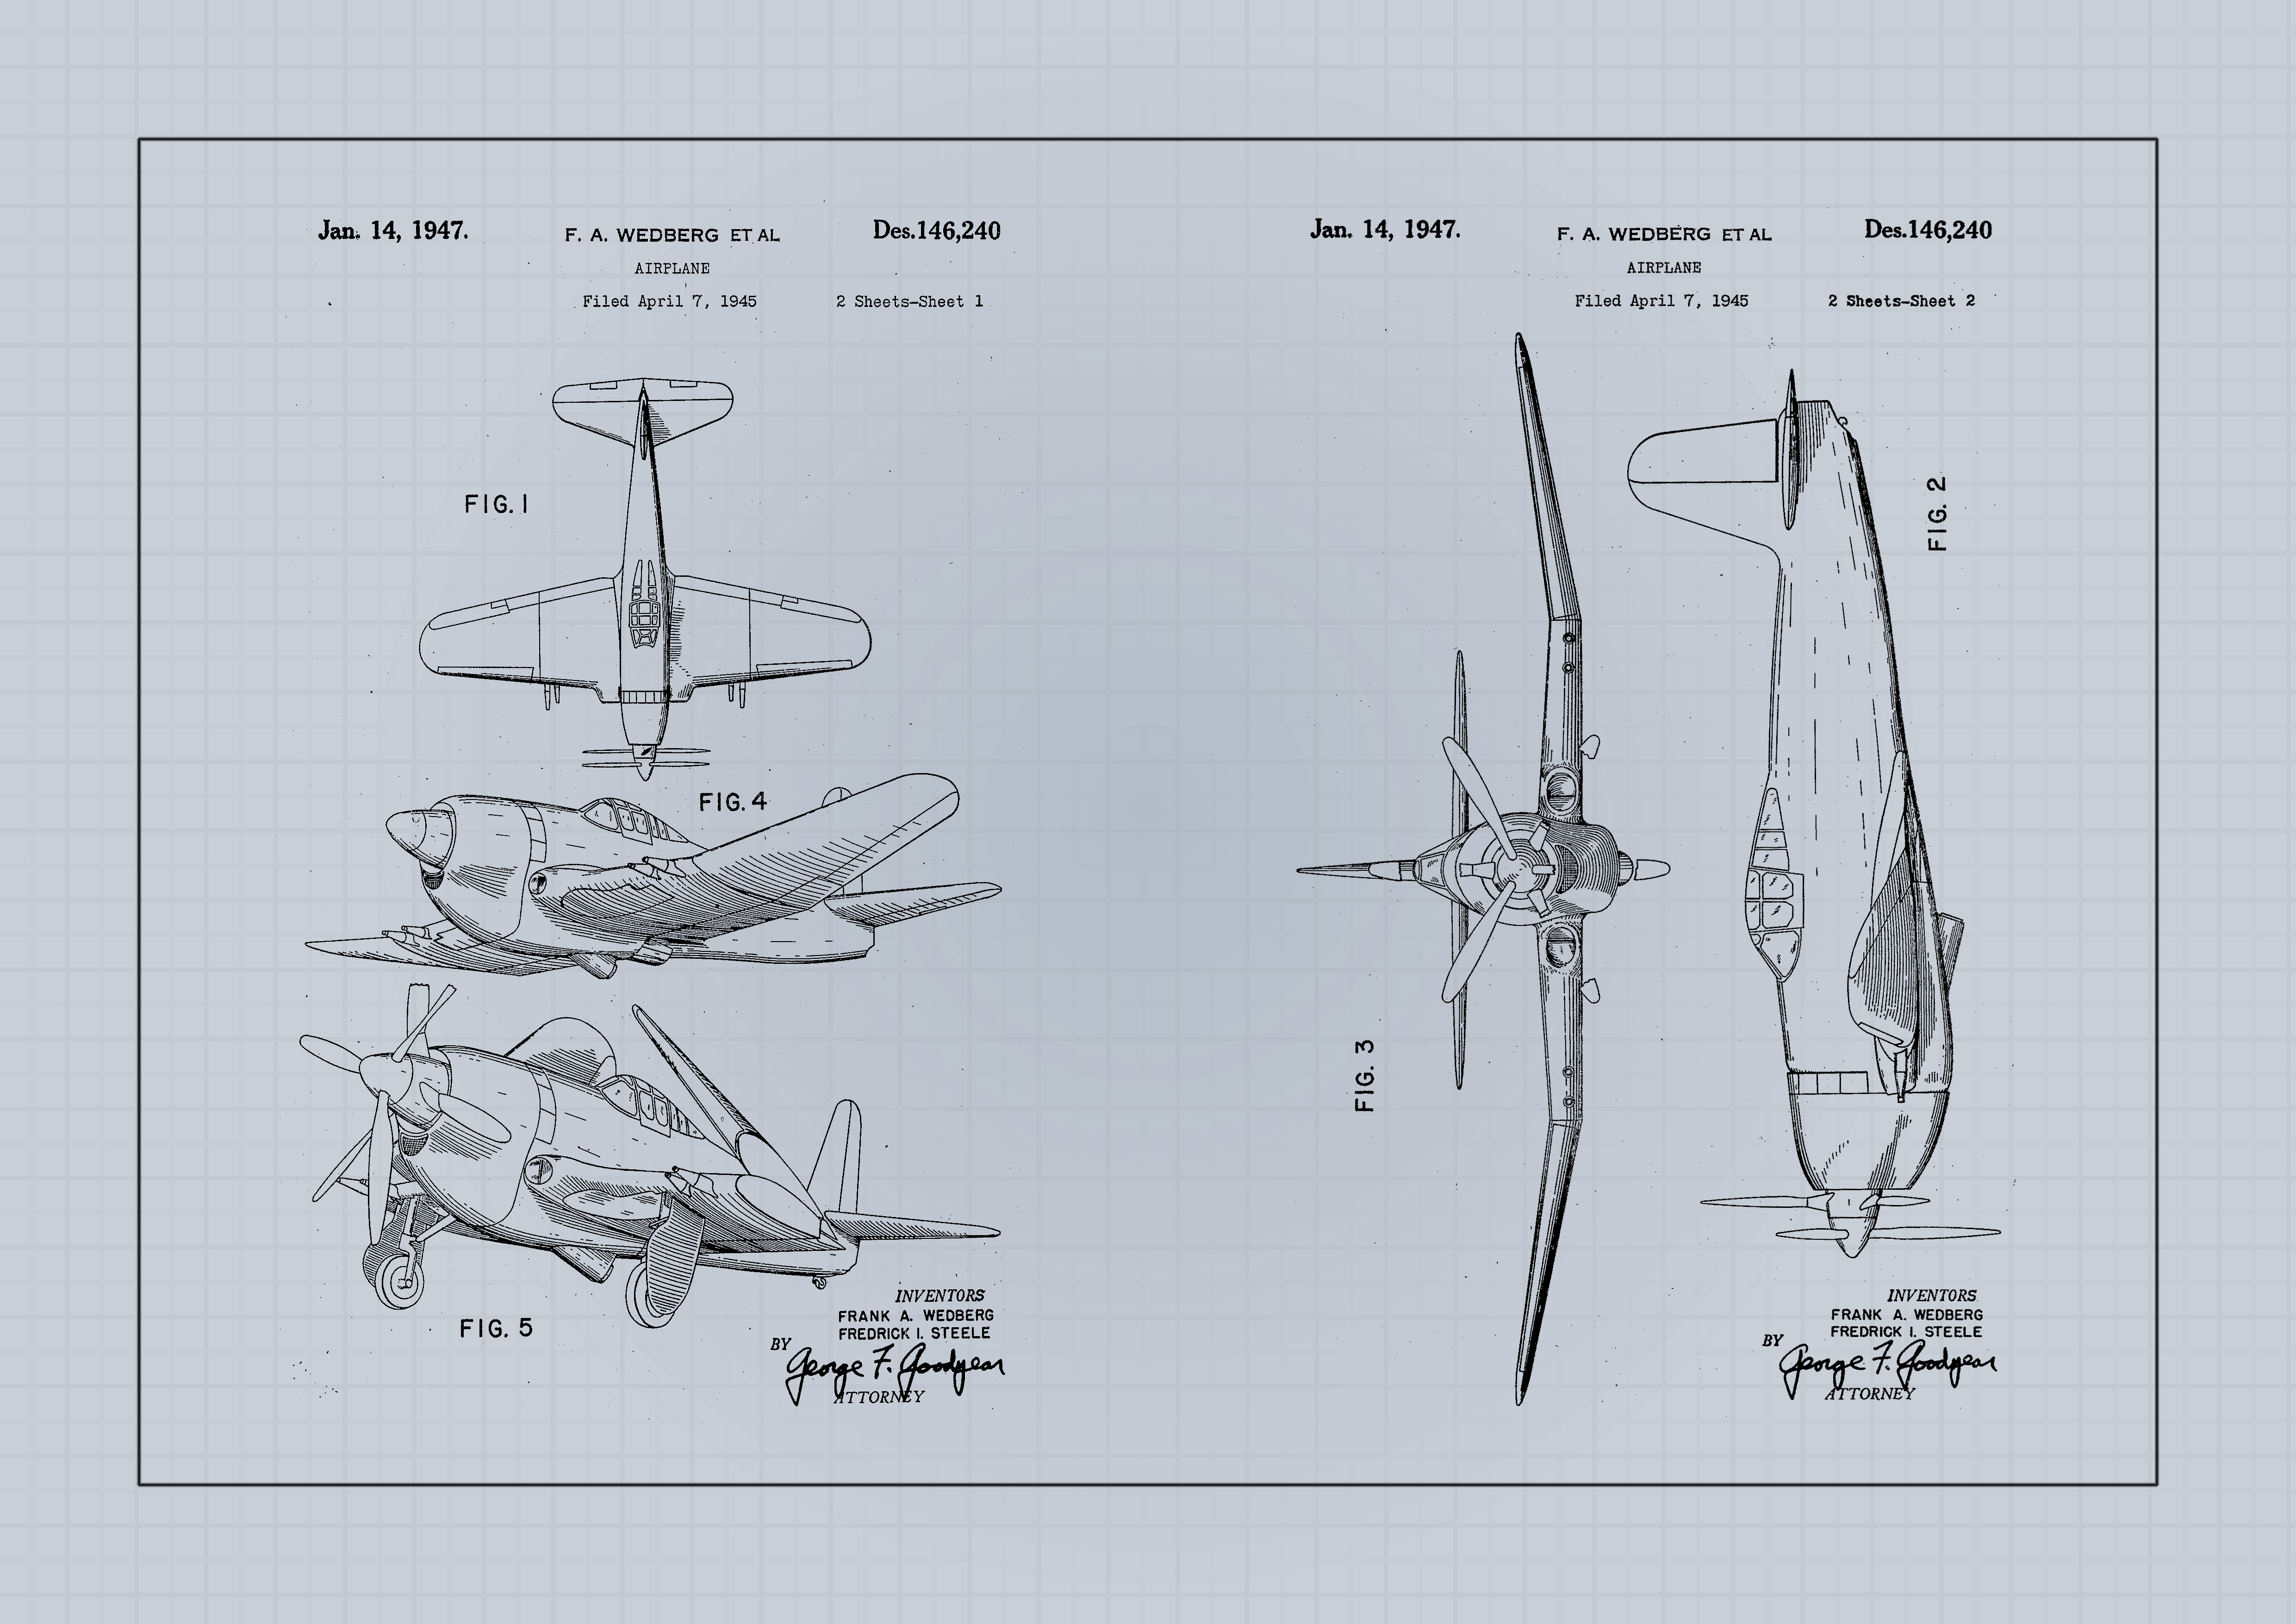 Jan. 14, 1947.
F. A. WEDBERG ET AL
Des.146,240
AIRPLANE
Filed April 7, 1945
2 Sheets-Sheet 1
FIG. 1
FIG. 4
FIG. 5
INVENTORS
FRANK A. WEDBERG
FREDRICK I. STEELE
BY
George F. Goodyear
ATTORNEY
Jan. 14, 1947.
F. A. WEDBERG ET AL
Des.146,240
AIRPLANE
Filed April 7, 1945
2 Sheets-Sheet 2
FIG. 2
FIG. 3
INVENTORS
FRANK A. WEDBERG
FREDRICK I. STEELE
BY
George F. Goodyear
ATTORNEY